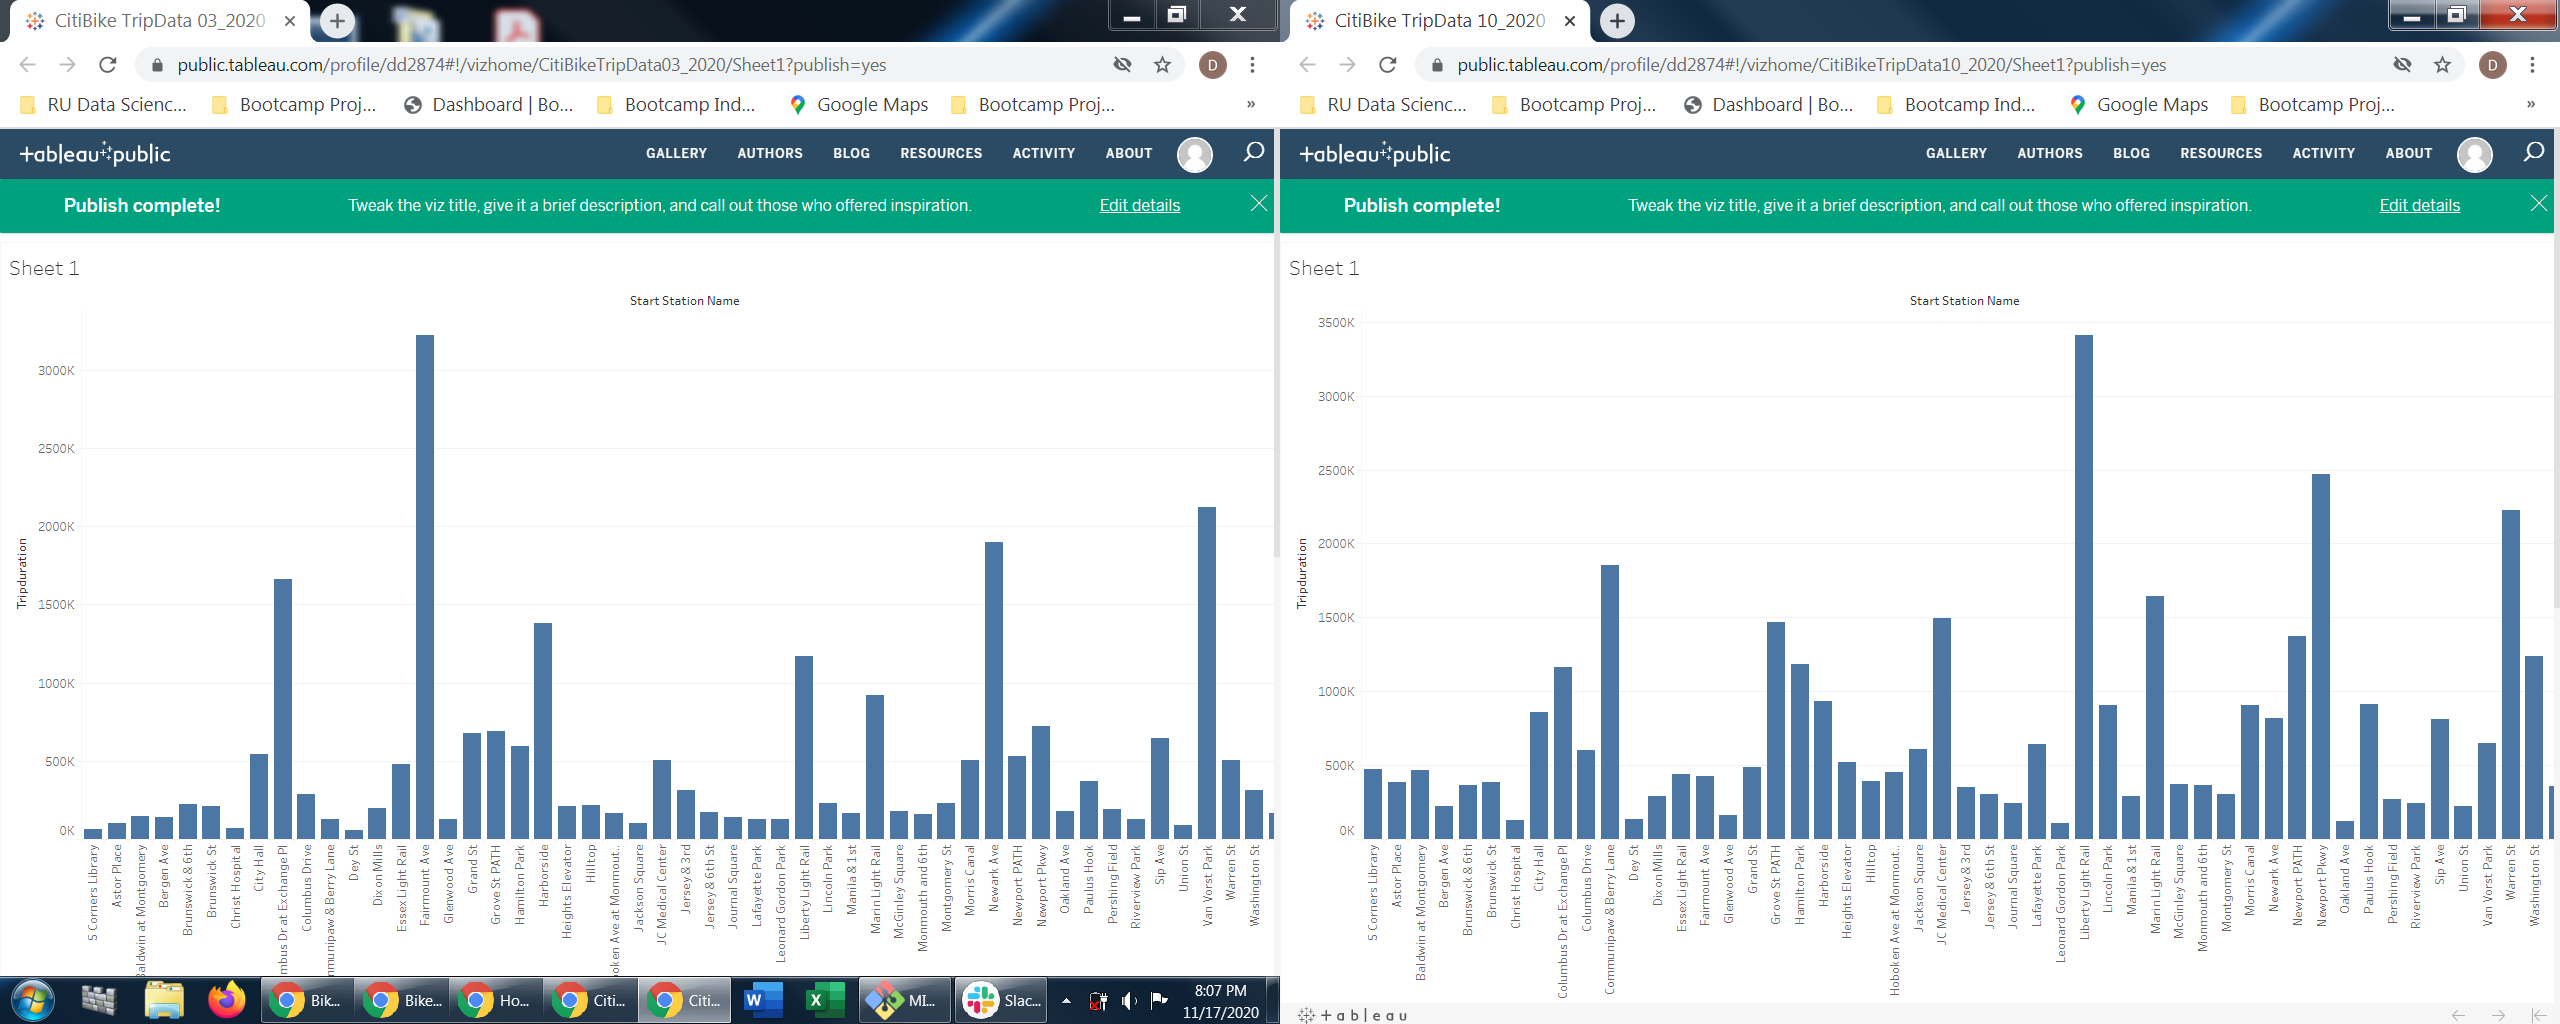 CitiBike TripData 03_2020
public.tableau.com/profile/dd2874#!/vizhome/CitiBikeTripData03_2020/Sheet1?publish=yes
D
RU Data Scienc...
Bootcamp Proj...
Dashboard | Bo...
Bootcamp Ind...
Google Maps
Bootcamp Proj...
»
+ableau public
GALLERY
AUTHORS
BLOG
RESOURCES
ACTIVITY
ABOUT
Publish complete!
Tweak the viz title, give it a brief description, and call out those who offered inspiration.
Edit details
Sheet 1
Start Station Name
Tripduration
3000K
2500K
2000K
1500K
1000K
500K
0K
5 Corners Library
Astor Place
Baldwin at Montgomery
Bergen Ave
Brunswick & 6th
Brunswick St
Christ Hospital
City Hall
mbus Dr at Exchange Pl
Columbus Drive
mmunipaw & Berry Lane
Dey St
Dixon Mills
Essex Light Rail
Fairmount Ave
Glenwood Ave
Grand St
Grove St PATH
Hamilton Park
Harborside
Heights Elevator
Hilltop
oken Ave at Monmout..
Jackson Square
JC Medical Center
Jersey & 3rd
Jersey & 6th St
Journal Square
Lafayette Park
Leonard Gordon Park
Liberty Light Rail
Lincoln Park
Manila & 1st
Marin Light Rail
McGinley Square
Monmouth and 6th
Montgomery St
Morris Canal
Newark Ave
Newport PATH
Newport Pkwy
Oakland Ave
Paulus Hook
Pershing Field
Riverview Park
Sip Ave
Union St
Van Vorst Park
Warren St
Washington St
Bik...
Bike...
Ho...
Citi...
Citi...
MI...
Slac...
8:07 PM
11/17/2020
CitiBike TripData 10_2020
public.tableau.com/profile/dd2874#!/vizhome/CitiBikeTripData10_2020/Sheet1?publish=yes
D
RU Data Scienc...
Bootcamp Proj...
Dashboard | Bo...
Bootcamp Ind...
Google Maps
Bootcamp Proj...
»
+ableau public
GALLERY
AUTHORS
BLOG
RESOURCES
ACTIVITY
ABOUT
Publish complete!
Tweak the viz title, give it a brief description, and call out those who offered inspiration.
Edit details
Sheet 1
Start Station Name
Tripduration
3500K
3000K
2500K
2000K
1500K
1000K
500K
0K
5 Corners Library
Astor Place
Baldwin at Montgomery
Bergen Ave
Brunswick & 6th
Brunswick St
Christ Hospital
City Hall
Columbus Dr at Exchange Pl
Columbus Drive
Communipaw & Berry Lane
Dey St
Dixon Mills
Essex Light Rail
Fairmount Ave
Glenwood Ave
Grand St
Grove St PATH
Hamilton Park
Harborside
Heights Elevator
Hilltop
Hoboken Ave at Monmout..
Jackson Square
JC Medical Center
Jersey & 3rd
Jersey & 6th St
Journal Square
Lafayette Park
Leonard Gordon Park
Liberty Light Rail
Lincoln Park
Manila & 1st
Marin Light Rail
McGinley Square
Monmouth and 6th
Montgomery St
Morris Canal
Newark Ave
Newport PATH
Newport Pkwy
Oakland Ave
Paulus Hook
Pershing Field
Riverview Park
Sip Ave
Union St
Van Vorst Park
Warren St
Washington St
+ableau